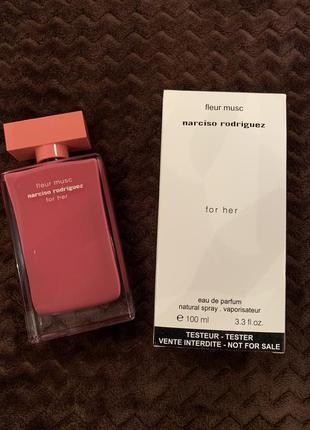 fleur musc
narciso rodriguez
for her
fleur musc
narciso rodriguez
for her
eau de parfum
natural spray . vaporisateur
℮ 100 ml 3.3 fl.oz.
TESTEUR - TESTER
VENTE INTERDITE - NOT FOR SALE